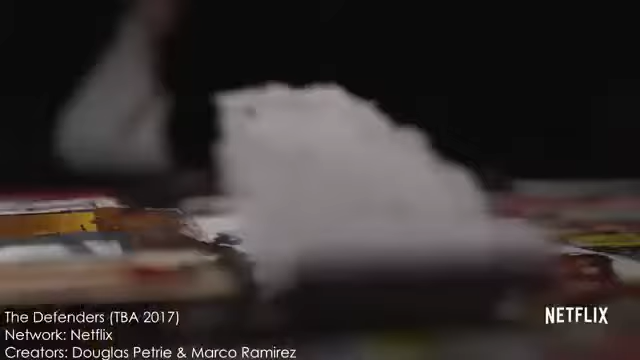 The Defenders (TBA 2017)
NETFLIX
Network: Netflix
Creators: Douglas Petrie & Marco Ramirez